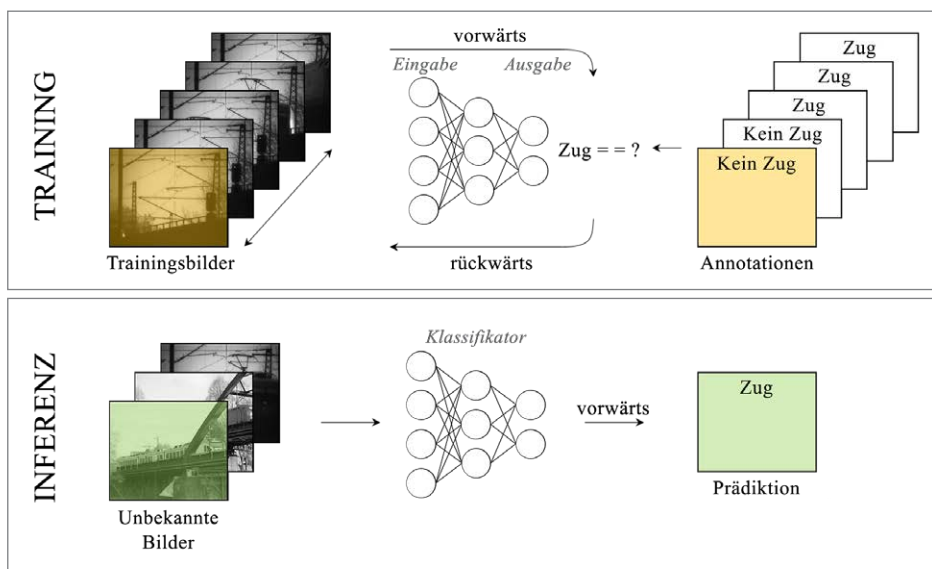 TRAINING
vorwärts
Eingabe
Ausgabe
Zug = = ?
rückwärts
Trainingsbilder
Zug
Zug
Zug
Kein Zug
Kein Zug
Annotationen
INFERENZ
Klassifikator
vorwärts
Unbekannte
Bilder
Zug
Prädiktion